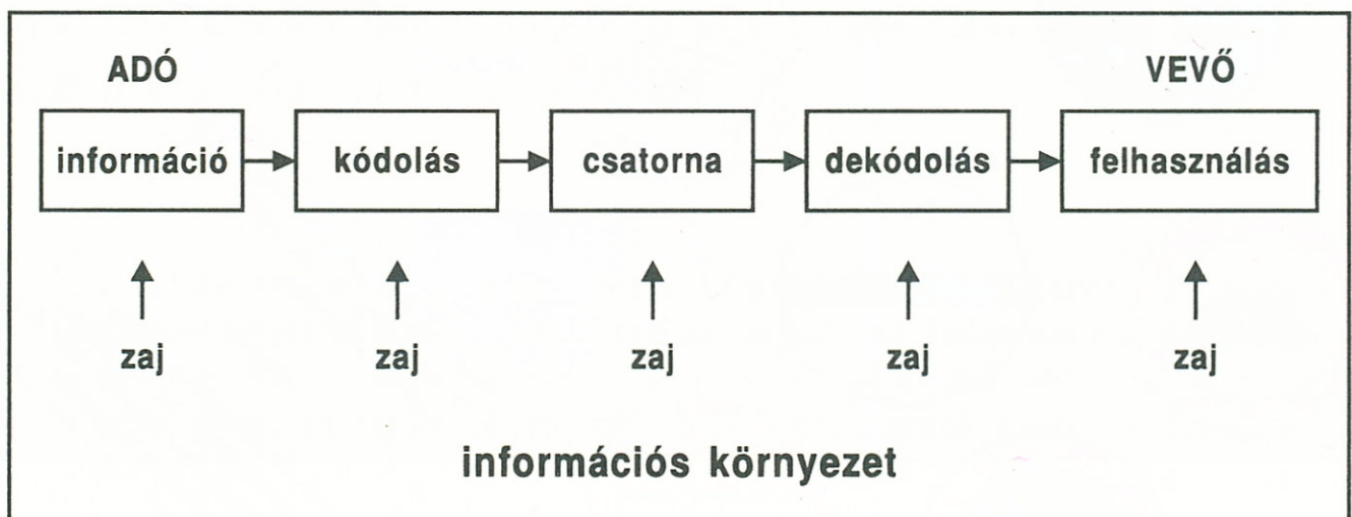 ADÓ VEVŐ
információ kódolás csatorna dekódolás felhasználás
zaj zaj zaj zaj zaj
információs környezet